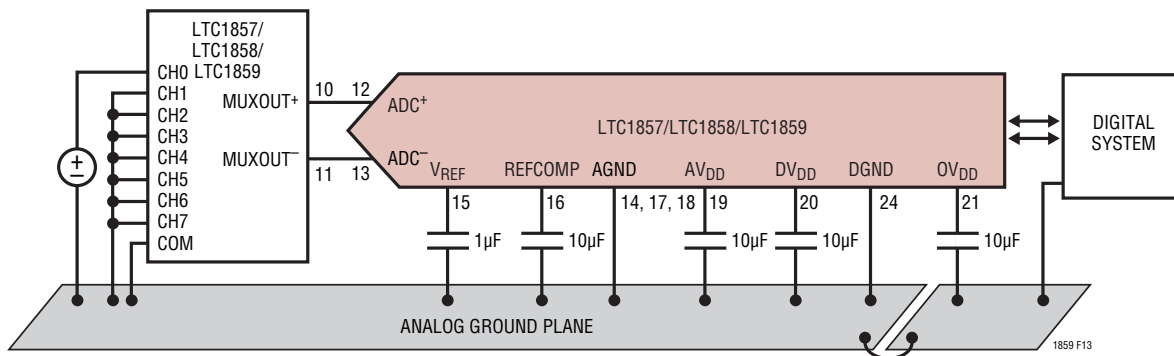 LTC1857/
LTC1858/
LTC1859
CH0
CH1
CH2
CH3
CH4
CH5
CH6
CH7
COM
MUXOUT+
MUXOUT–
10
12
11
13
ADC+
ADC–
LTC1857/LTC1858/LTC1859
VREF
REFCOMP
AGND
AVDD
DVDD
DGND
OVDD
15
16
14, 17, 18
19
20
24
21
1µF
10µF
10µF
10µF
10µF
DIGITAL
SYSTEM
ANALOG GROUND PLANE
1859 F13
+
–